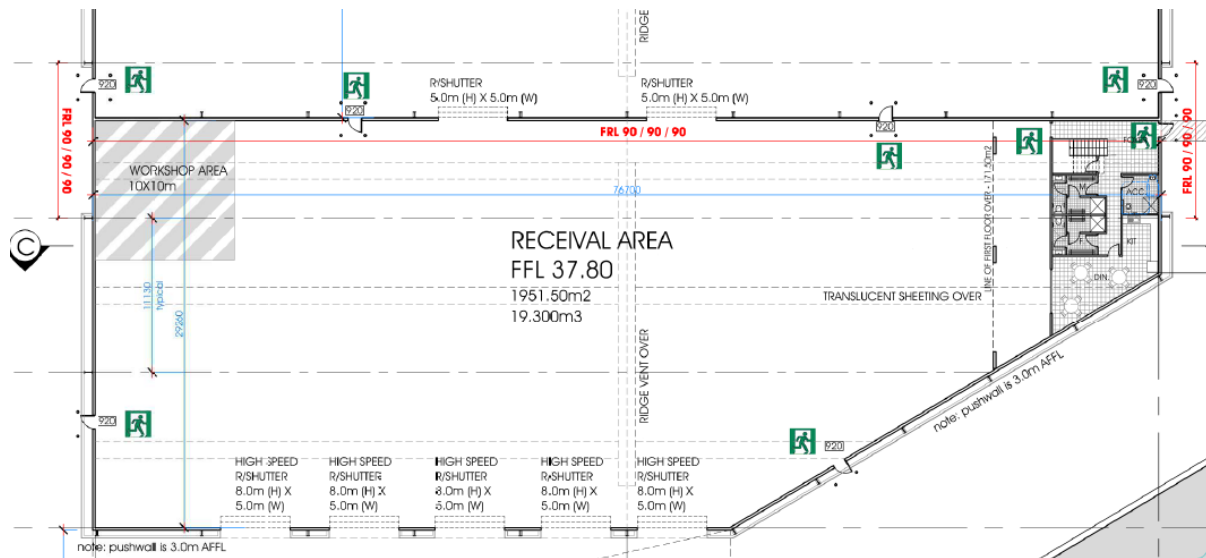 RIDGE
R/SHUTTER
5.0m (H) X 5.0m (W)
R/SHUTTER
5.0m (H) X 5.0m (W)
920
920
920
920
FRL 90 / 90 / 90
FRL 90 / 90 / 90
FRL 90 / 90 / 90
WORKSHOP AREA
10X10m
76700
M
ACC
F
KIT
DIN.
C
RECEIVAL AREA
FFL 37.80
1951.50m2
19.300m3
LINE OF FIRST FLOOR OVER - 171.50m2
TRANSLUCENT SHEETING OVER
11130
typical
29260
RIDGE VENT OVER
note: pushwall is 3.0m AFFL
920
920
HIGH SPEED
R/SHUTTER
8.0m (H) X
5.0m (W)
HIGH SPEED
R/SHUTTER
8.0m (H) X
5.0m (W)
HIGH SPEED
R/SHUTTER
8.0m (H) X
5.0m (W)
HIGH SPEED
R/SHUTTER
8.0m (H) X
5.0m (W)
HIGH SPEED
R/SHUTTER
8.0m (H) X
5.0m (W)
note: pushwall is 3.0m AFFL